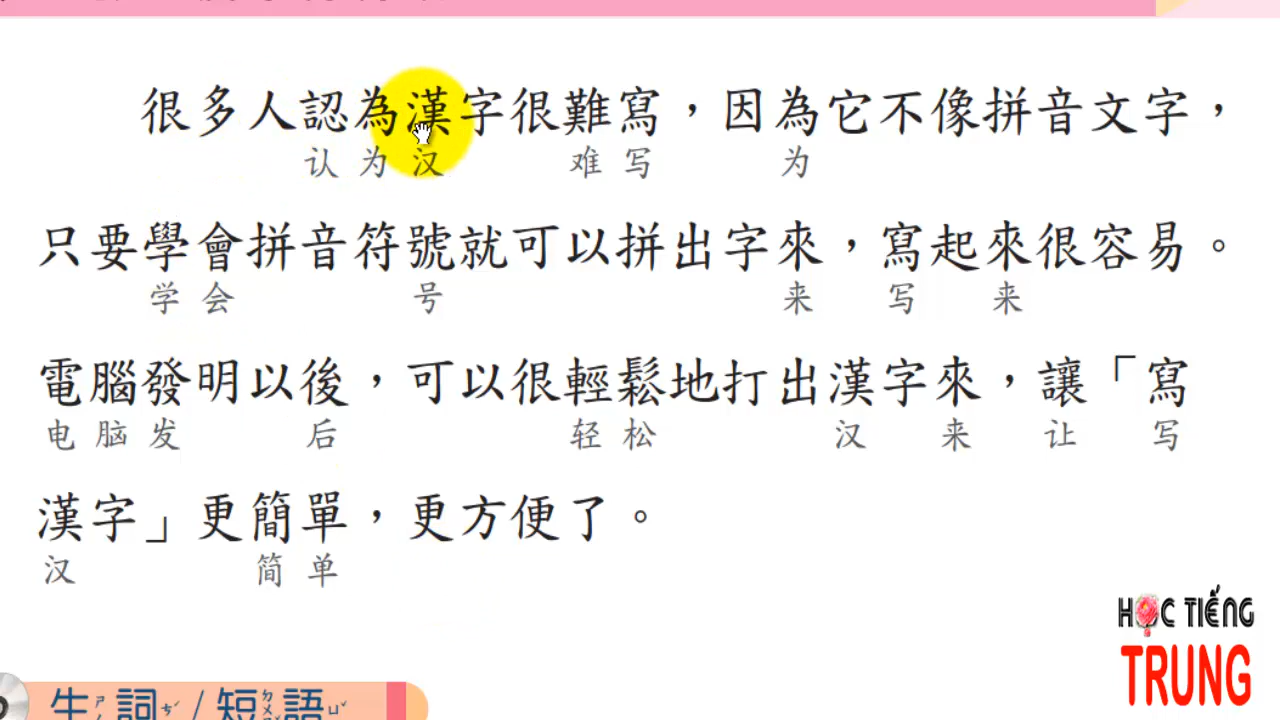 很多人認為漢字很難寫，因為它不像拼音文字，
认为汉 难写 为
只要學會拼音符號就可以拼出字來，寫起來很容易。
学会 号 来 写 来
電腦發明以後，可以很輕鬆地打出漢字來，讓「寫
电脑发 后 轻松 汉 来 让 写
漢字」更簡單，更方便了。
汉 简单
HỌC TIẾNG
TRUNG
生詞/短語